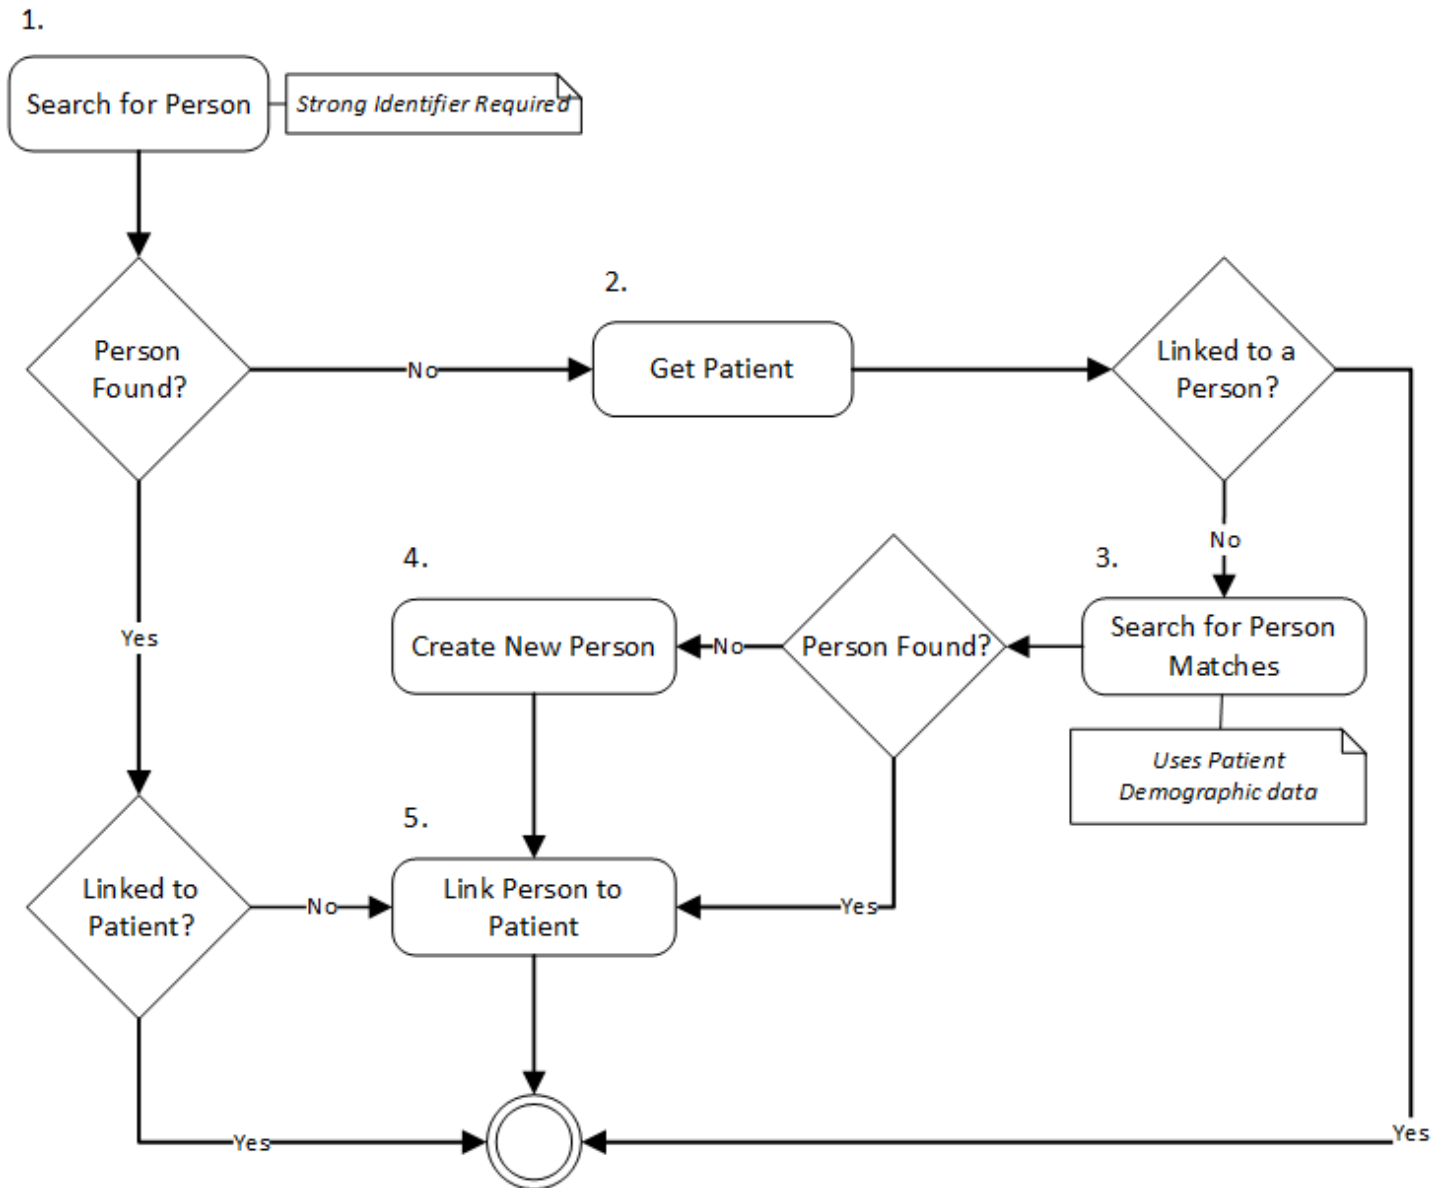 1.
Search for Person
Strong Identifier Required
Person
Found?
No
2.
Get Patient
Linked to a
Person?
No
Yes
3.
Search for Person
Matches
Uses Patient
Demographic data
Person Found?
No
4.
Create New Person
Yes
5.
Link Person to
Patient
Linked to
Patient?
No
Yes
Yes